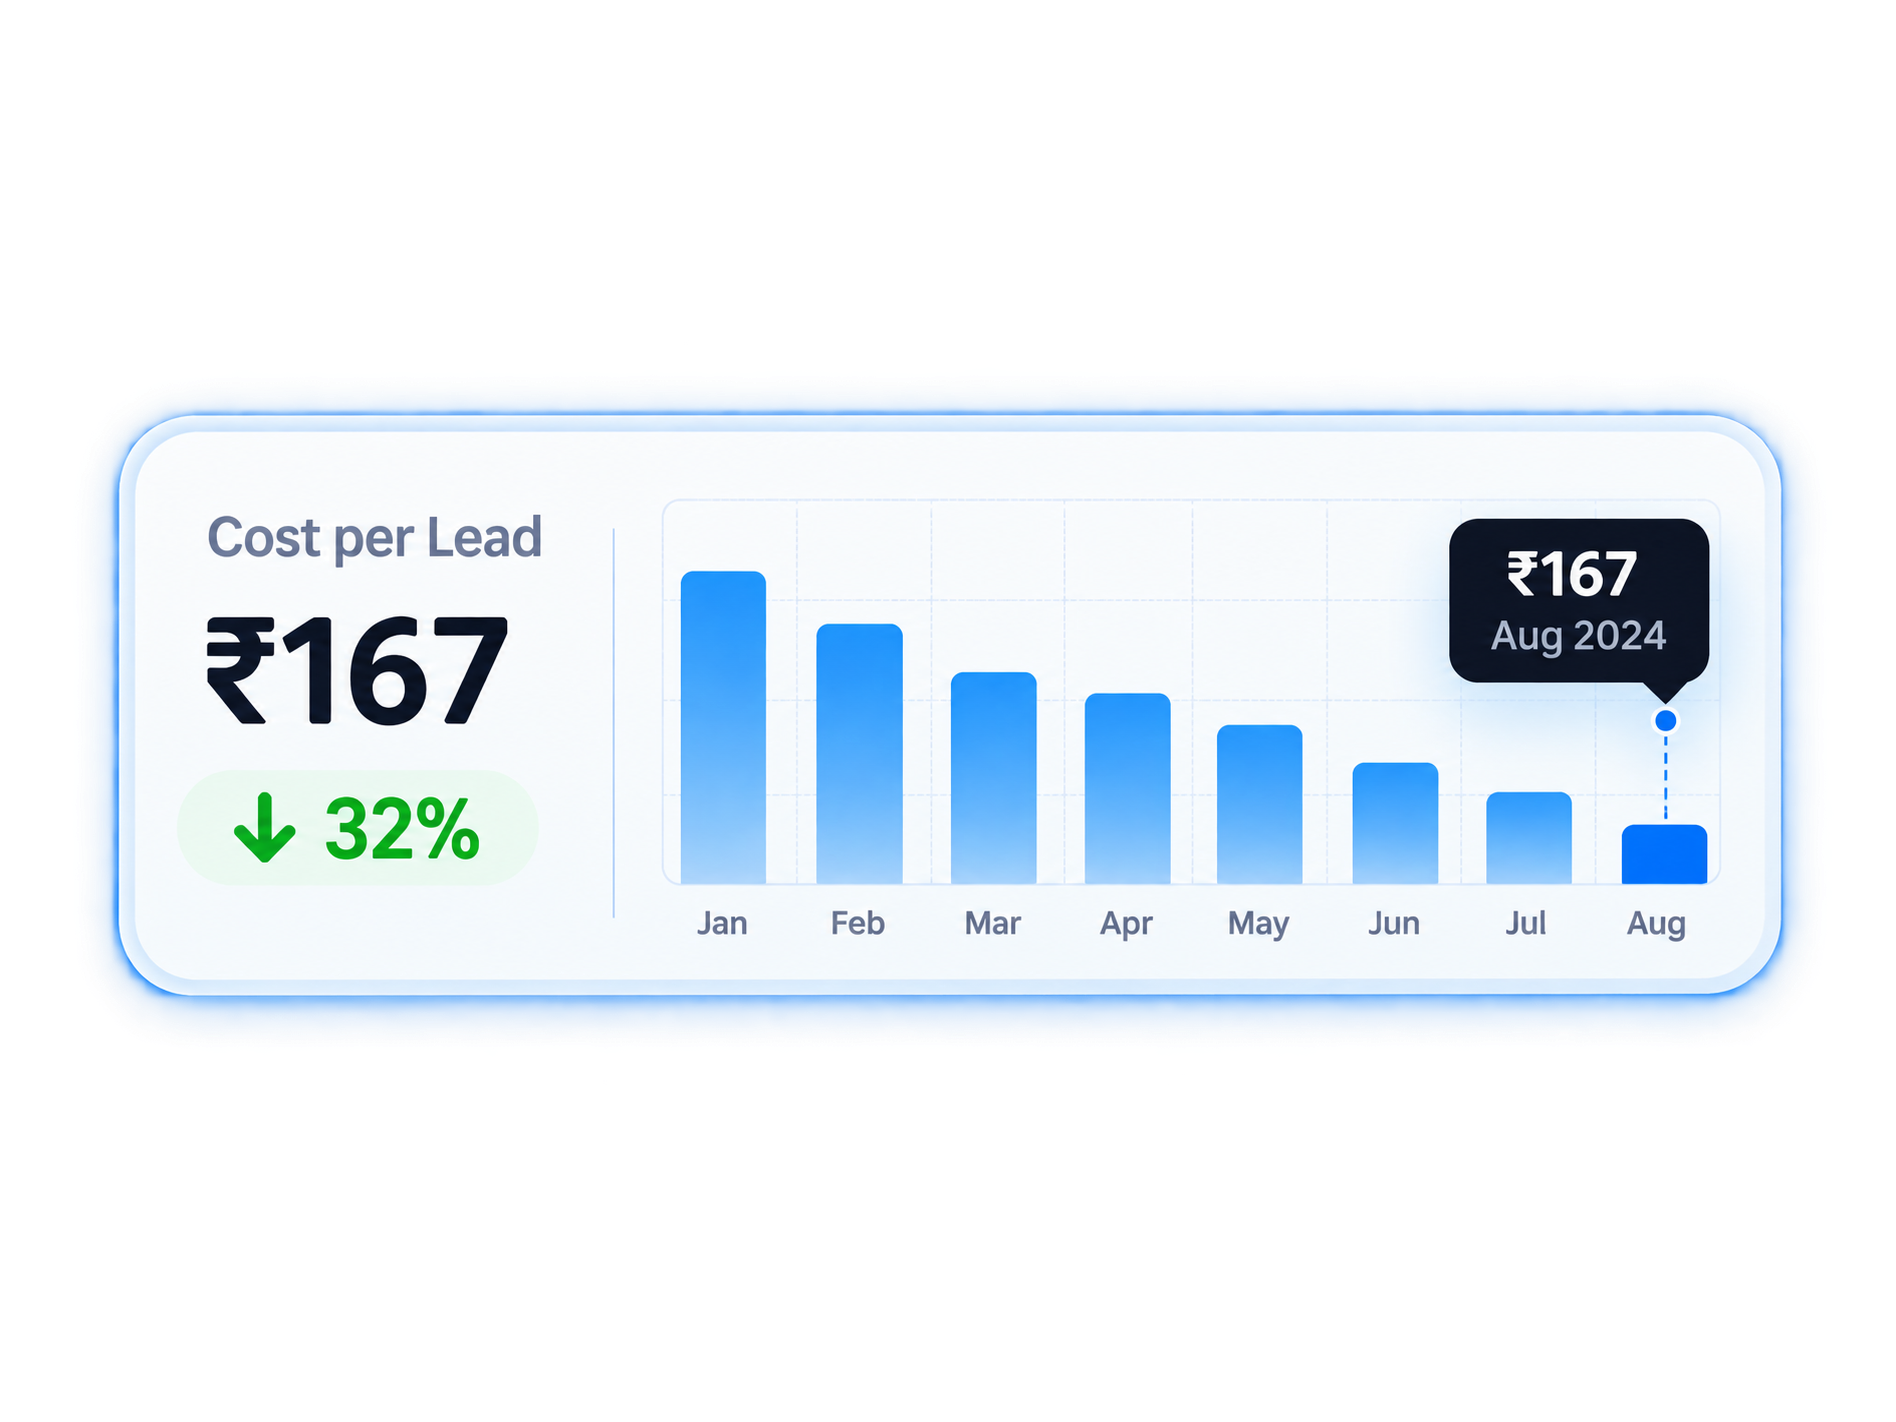 Cost per Lead
₹167
↓ 32%
₹167
Aug 2024
Jan Feb Mar Apr May Jun Jul Aug